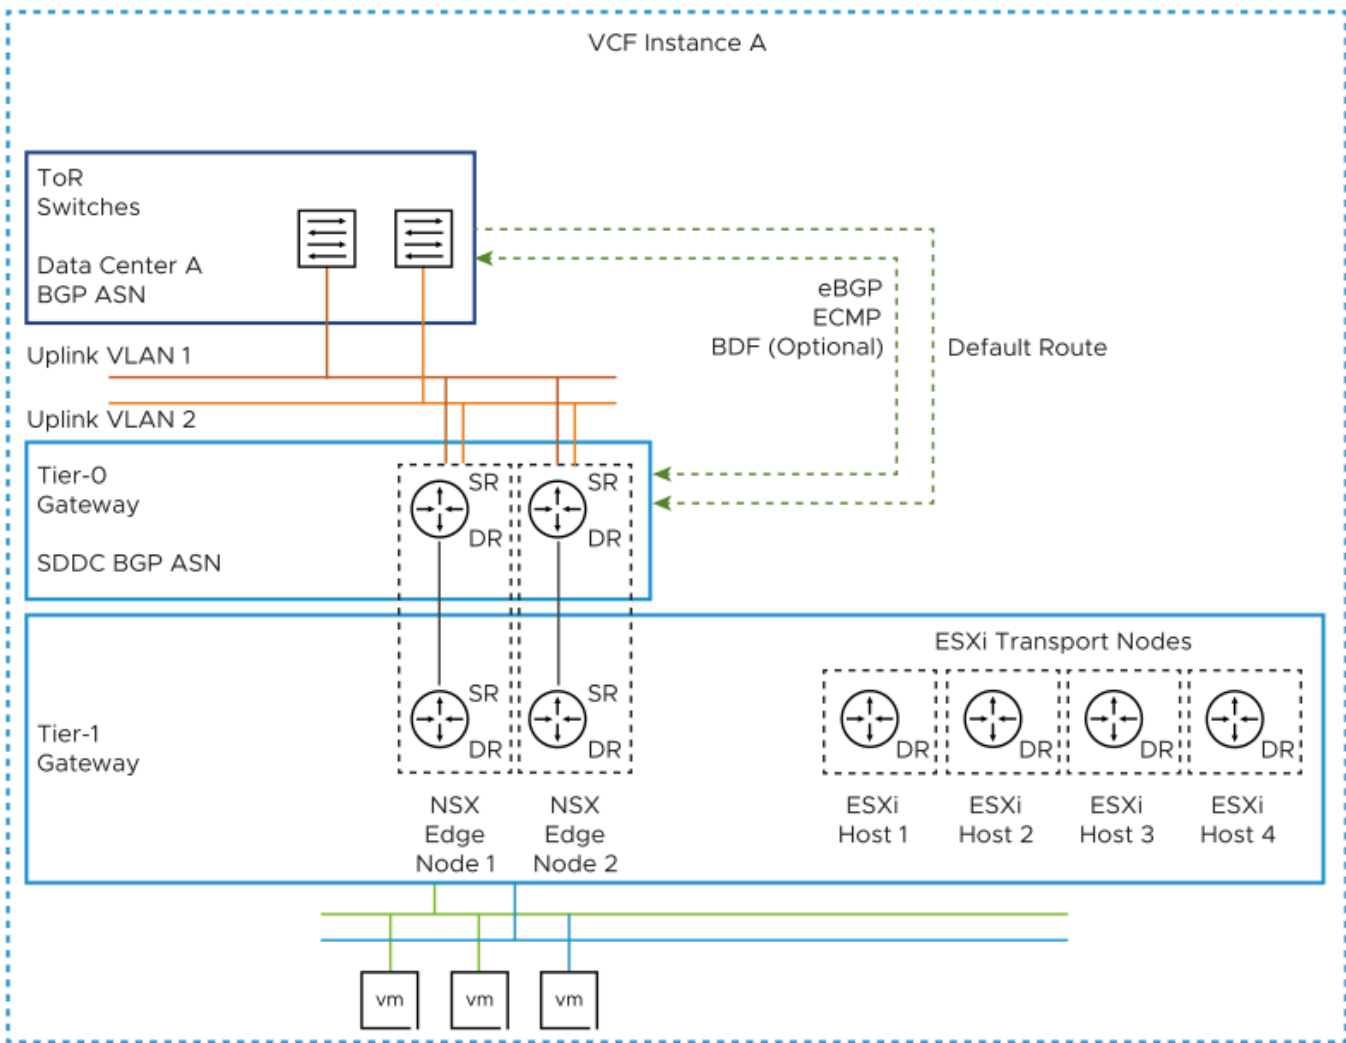 VCF Instance A
ToR
Switches
Data Center A
BGP ASN
eBGP
ECMP
BDF (Optional)
Default Route
Uplink VLAN 1
Uplink VLAN 2
Tier-0
Gateway
SDDC BGP ASN
SR
DR
SR
DR
Tier-1
Gateway
SR
DR
SR
DR
NSX
Edge
Node 1
NSX
Edge
Node 2
ESXi Transport Nodes
DR
DR
DR
DR
ESXi
Host 1
ESXi
Host 2
ESXi
Host 3
ESXi
Host 4
vm
vm
vm